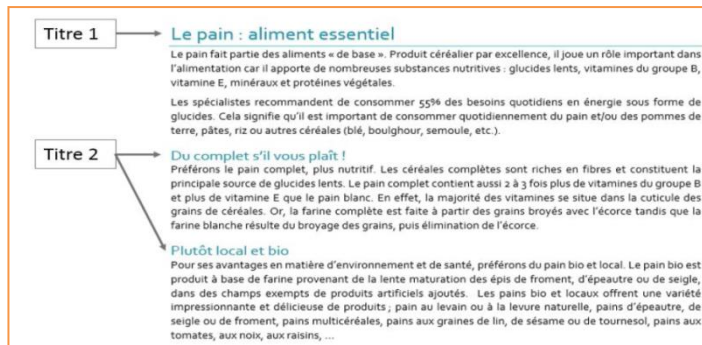 Titre 1
Le pain : aliment essentiel
Le pain fait partie des aliments « de base ». Produit céréalier par excellence, il joue un rôle important dans
l'alimentation car il apporte de nombreuses substances nutritives : glucides lents, vitamines du groupe B,
vitamine E, minéraux et protéines végétales.
Les spécialistes recommandent de consommer 55% des besoins quotidiens en énergie sous forme de
glucides. Cela signifie qu'il est important de consommer quotidiennement du pain et/ou des pommes de
terre, pâtes, riz ou autres céréales (blé, boulghour, semoule, etc.).
Titre 2
Du complet s'il vous plaît !
Préférons le pain complet, plus nutritif. Les céréales complètes sont riches en fibres et constituent la
principale source de glucides lents. Le pain complet contient aussi 2 à 3 fois plus de vitamines du groupe B
et plus de vitamine E que le pain blanc. En effet, la majorité des vitamines se situe dans la cuticule des
grains de céréales. Or, la farine complète est faite à partir des grains broyés avec l'écorce tandis que la
farine blanche résulte du broyage des grains, puis élimination de l'écorce.
Plutôt local et bio
Pour ses avantages en matière d'environnement et de santé, préférons du pain bio et local. Le pain bio est
produit à base de farine provenant de la lente maturation des épis de froment, d'épeautre ou de seigle,
dans des champs exempts de produits artificiels ajoutés. Les pains bio et locaux offrent une variété
impressionnante et délicieuse de produits ; pain au levain ou à la levure naturelle, pains d'épeautre, de
seigle ou de froment, pains multicéréales, pains aux graines de lin, de sésame ou de tournesol, pains aux
tomates, aux noix, aux raisins, ...